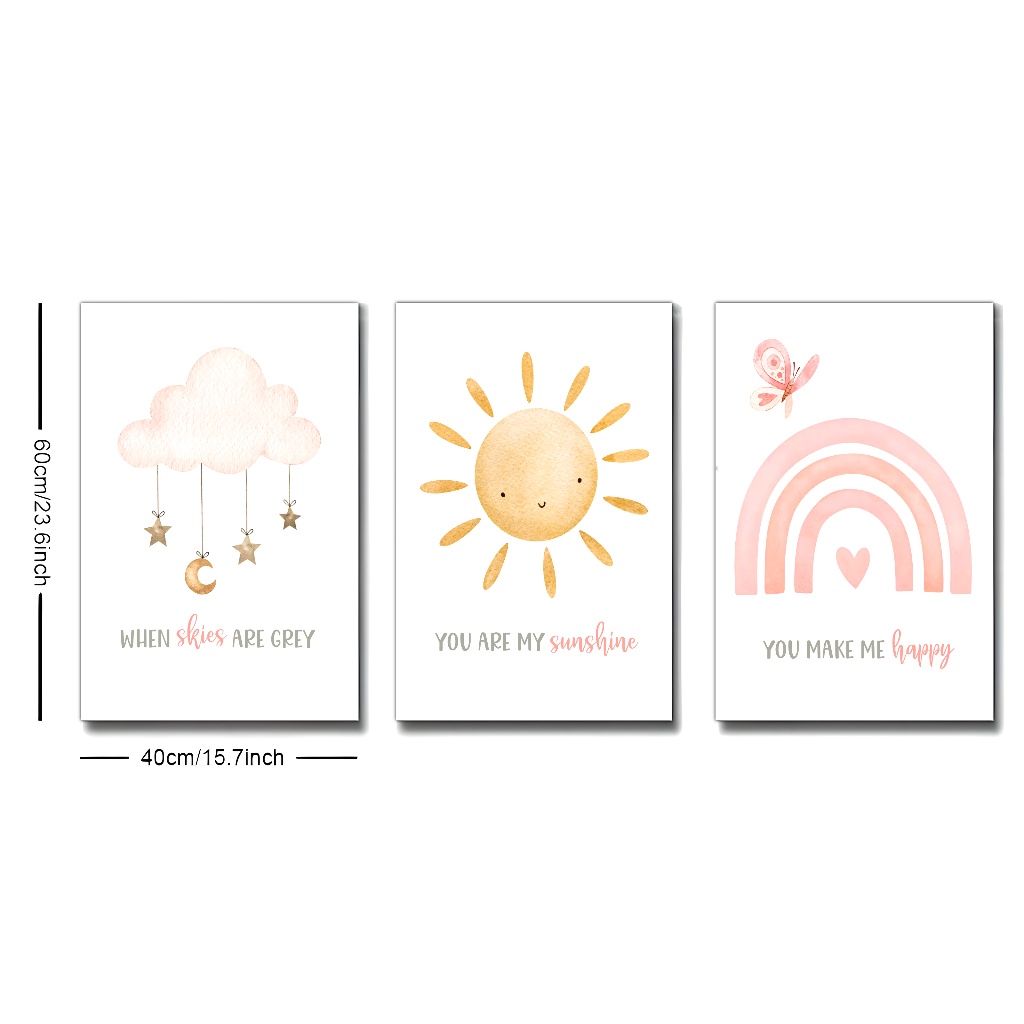 60cm/23.6inch
WHEN skies ARE GREY
YOU ARE MY sunshine
YOU MAKE ME happy
40cm/15.7inch